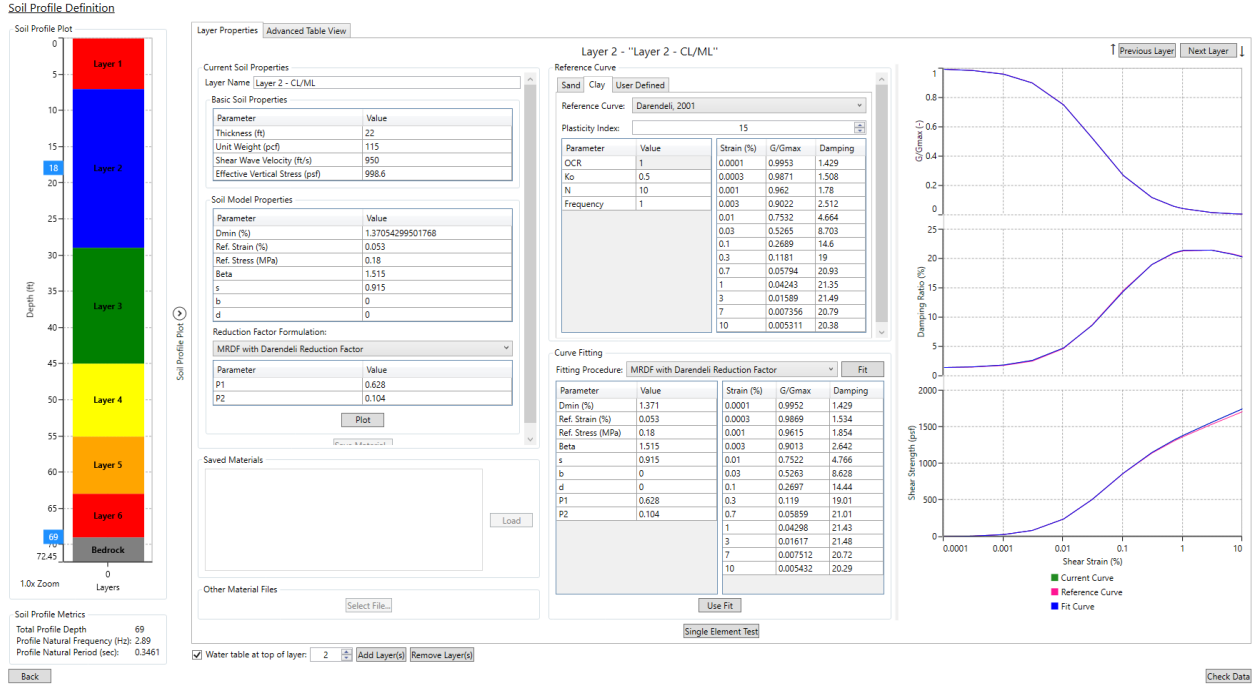 Soil Profile Definition
Soil Profile Plot
0
5
10
15
18
20
25
30
35
40
45
50
55
60
65
69
70
72.45
Depth (ft)
Layer 1
Layer 2
Layer 3
Layer 4
Layer 5
Layer 6
Bedrock
0
1.0x Zoom
Layers
Soil Profile Metrics
Total Profile Depth 69
Profile Natural Frequency (Hz): 2.89
Profile Natural Period (sec): 0.3461
Back
Soil Profile Plot
Layer Properties Advanced Table View
Layer 2 - "Layer 2 - CL/ML"
Previous Layer Next Layer
Current Soil Properties
Layer Name Layer 2 - CL/ML
Basic Soil Properties
Parameter Value
Thickness (ft) 22
Unit Weight (pcf) 115
Shear Wave Velocity (ft/s) 950
Effective Vertical Stress (psf) 998.6
Soil Model Properties
Parameter Value
Dmin (%) 1.37054299501768
Ref. Strain (%) 0.053
Ref. Stress (MPa) 0.18
Beta 1.515
s 0.915
b 0
d 0
Reduction Factor Formulation:
MRDF with Darendeli Reduction Factor
Parameter Value
P1 0.628
P2 0.104
Plot
Save Material
Saved Materials
Load
Other Material Files
Select File...
Reference Curve
Sand Clay User Defined
Reference Curve: Darendeli, 2001
Plasticity Index: 15
Parameter Value
OCR 1
Ko 0.5
N 10
Frequency 1
Strain (%) G/Gmax Damping
0.0001 0.9953 1.429
0.0003 0.9871 1.508
0.001 0.962 1.78
0.003 0.9022 2.512
0.01 0.7532 4.664
0.03 0.5265 8.703
0.1 0.2689 14.6
0.3 0.1181 19
0.7 0.05794 20.93
1 0.04243 21.35
3 0.01589 21.49
7 0.007356 20.79
10 0.005311 20.38
Curve Fitting
Fitting Procedure: MRDF with Darendeli Reduction Factor Fit
Parameter Value
Dmin (%) 1.371
Ref. Strain (%) 0.053
Ref. Stress (MPa) 0.18
Beta 1.515
s 0.915
b 0
d 0
P1 0.628
P2 0.104
Strain (%) G/Gmax Damping
0.0001 0.9952 1.429
0.0003 0.9869 1.534
0.001 0.9615 1.854
0.003 0.9013 2.642
0.01 0.7522 4.766
0.03 0.5263 8.628
0.1 0.2697 14.44
0.3 0.119 19.01
0.7 0.05859 21.01
1 0.04298 21.43
3 0.01617 21.48
7 0.007512 20.72
10 0.005432 20.29
Use Fit
Single Element Test
G/Gmax (-)
1
0.8
0.6
0.4
0.2
0
Damping Ratio (%)
25
20
15
10
5
0
Shear Strength (psf)
2000
1500
1000
500
0
0.0001 0.001 0.01 0.1 1 10
Shear Strain (%)
Current Curve
Reference Curve
Fit Curve
Water table at top of layer: 2 Add Layer(s) Remove Layer(s)
Check Data